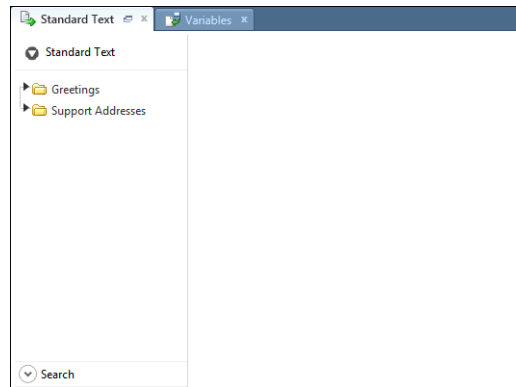 Standard Text
Variables
Standard Text
Greetings
Support Addresses
Search